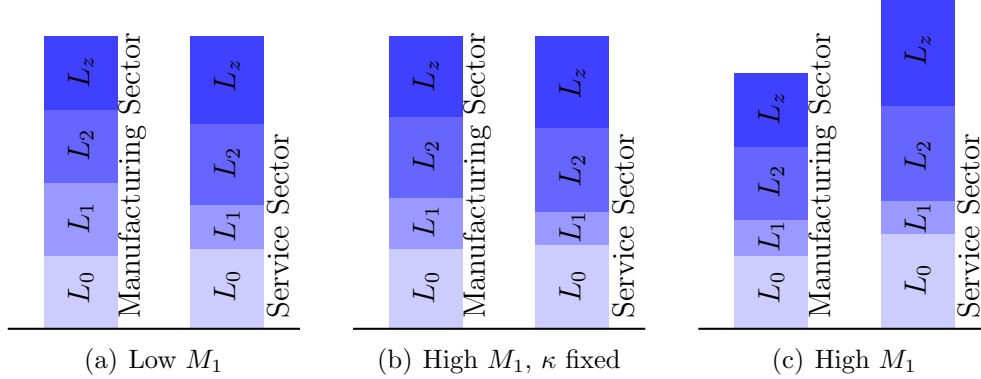 L_z
L_2
L_1
L_0
Manufacturing Sector
L_z
L_2
L_1
L_0
Service Sector
(a) Low M_1
L_z
L_2
L_1
L_0
Manufacturing Sector
L_z
L_2
L_1
L_0
Service Sector
(b) High M_1, κ fixed
L_z
L_2
L_1
L_0
Manufacturing Sector
L_z
L_2
L_1
L_0
Service Sector
(c) High M_1